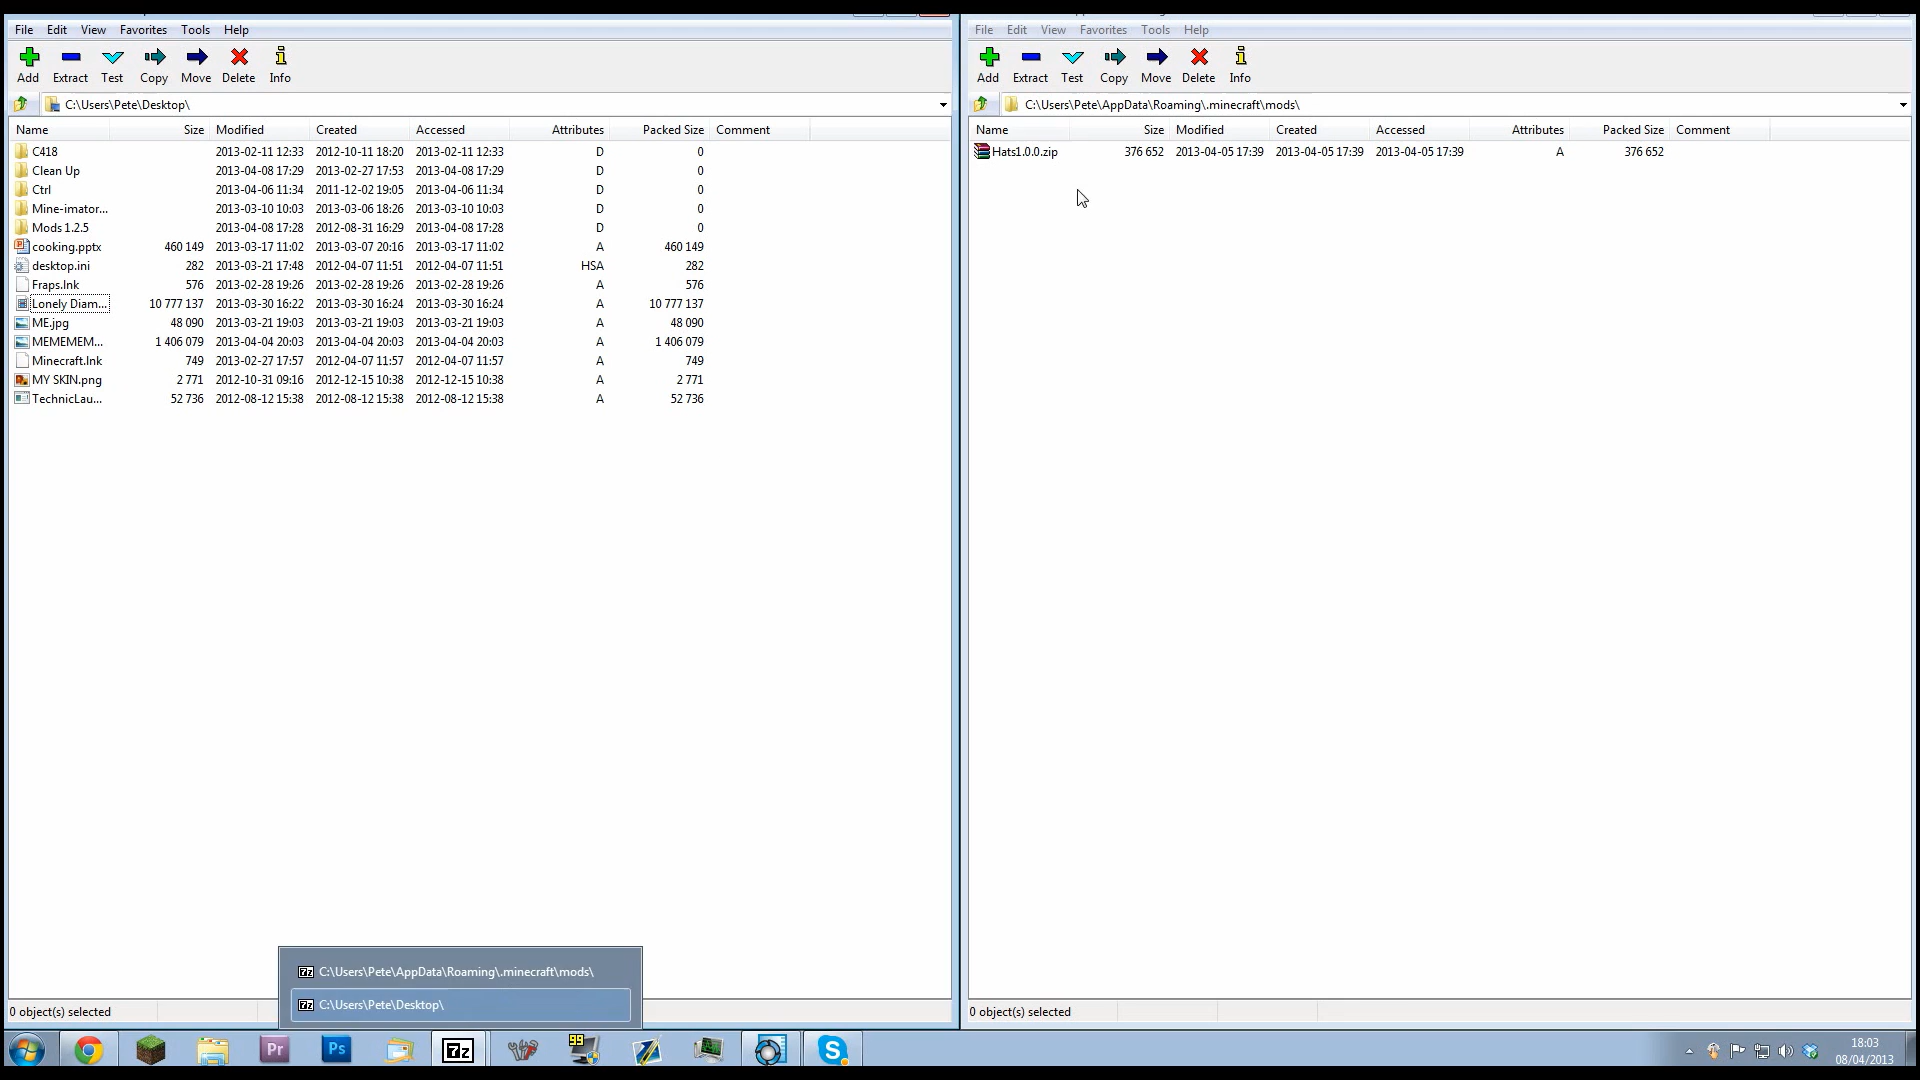 File Edit View Favorites Tools Help
Add Extract Test Copy Move Delete Info
C:\Users\Pete\Desktop\
Name Size Modified Created Accessed Attributes Packed Size Comment
C418 2013-02-11 12:33 2012-10-11 18:20 2013-02-11 12:33 D 0
Clean Up 2013-04-08 17:29 2013-02-27 17:53 2013-04-08 17:29 D 0
Ctrl 2013-04-06 11:34 2011-12-02 19:05 2013-04-06 11:34 D 0
Mine-imator... 2013-03-10 10:03 2013-03-06 18:26 2013-03-10 10:03 D 0
Mods 1.2.5 2013-04-08 17:28 2012-08-31 16:29 2013-04-08 17:28 D 0
cooking.pptx 460 149 2013-03-17 11:02 2013-03-07 20:16 2013-03-17 11:02 A 460 149
desktop.ini 282 2013-03-21 17:48 2012-04-07 11:51 2012-04-07 11:51 HSA 282
Fraps.lnk 576 2013-02-28 19:26 2013-02-28 19:26 2013-02-28 19:26 A 576
Lonely Diam... 10 777 137 2013-03-30 16:22 2013-03-30 16:24 2013-03-30 16:24 A 10 777 137
ME.jpg 48 090 2013-03-21 19:03 2013-03-21 19:03 2013-03-21 19:03 A 48 090
MEMEMEM... 1 406 079 2013-04-04 20:03 2013-04-04 20:03 2013-04-04 20:03 A 1 406 079
Minecraft.lnk 749 2013-02-27 17:57 2012-04-07 11:57 2012-04-07 11:57 A 749
MY SKIN.png 2 771 2012-10-31 09:16 2012-12-15 10:38 2012-12-15 10:38 A 2 771
TechnicLau... 52 736 2012-08-12 15:38 2012-08-12 15:38 2012-08-12 15:38 A 52 736
0 object(s) selected
File Edit View Favorites Tools Help
Add Extract Test Copy Move Delete Info
C:\Users\Pete\AppData\Roaming\.minecraft\mods\
Name Size Modified Created Accessed Attributes Packed Size Comment
Hats1.0.0.zip 376 652 2013-04-05 17:39 2013-04-05 17:39 2013-04-05 17:39 A 376 652
0 object(s) selected
7z C:\Users\Pete\AppData\Roaming\.minecraft\mods\
7z C:\Users\Pete\Desktop\
Pr Ps 7z 99 S
18:03
08/04/2013